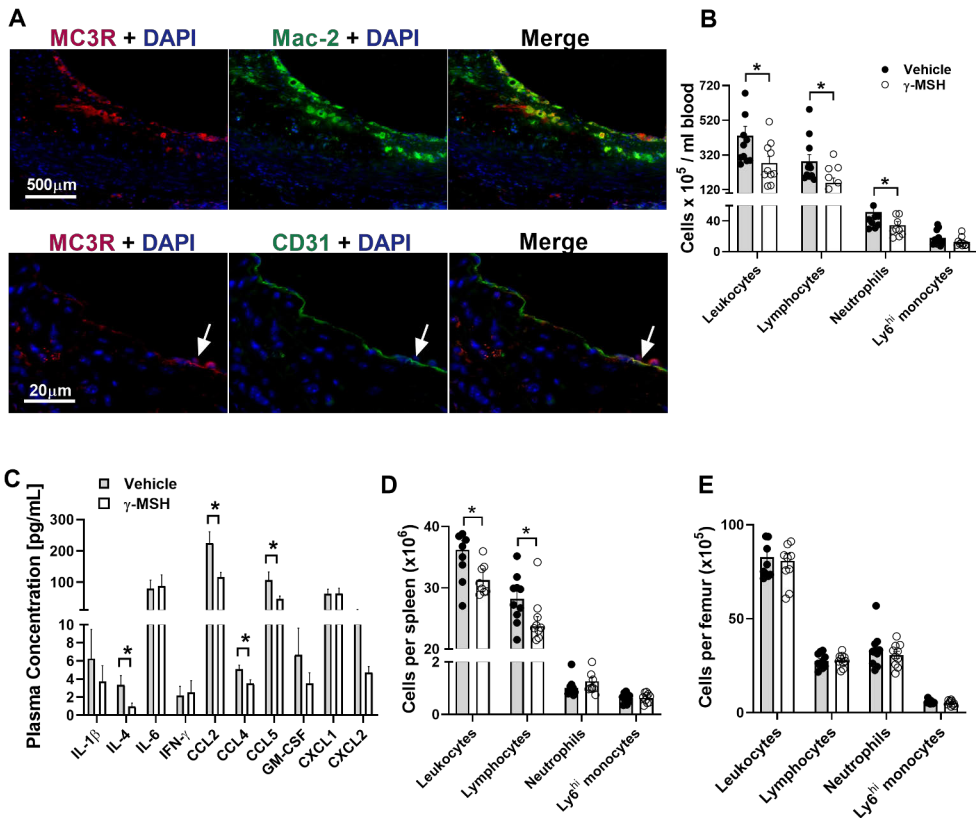 A
MC3R + DAPI
Mac-2 + DAPI
Merge
500µm
MC3R + DAPI
CD31 + DAPI
Merge
20µm
B
Vehicle
γ-MSH
Cells x 10⁵ / ml blood
720
520
320
120
40
0
*
*
*
Leukocytes
Lymphocytes
Neutrophils
Ly6ʰⁱ monocytes
C
Vehicle
γ-MSH
Plasma Concentration [pg/mL]
300
200
100
10
8
6
4
2
0
*
*
*
*
IL-1β
IL-4
IL-6
IFN-γ
CCL2
CCL4
CCL5
GM-CSF
CXCL1
CXCL2
D
Cells per spleen (x10⁶)
40
30
20
2
0
*
*
Leukocytes
Lymphocytes
Neutrophils
Ly6ʰⁱ monocytes
E
Cells per femur (x10⁵)
100
50
0
Leukocytes
Lymphocytes
Neutrophils
Ly6ʰⁱ monocytes